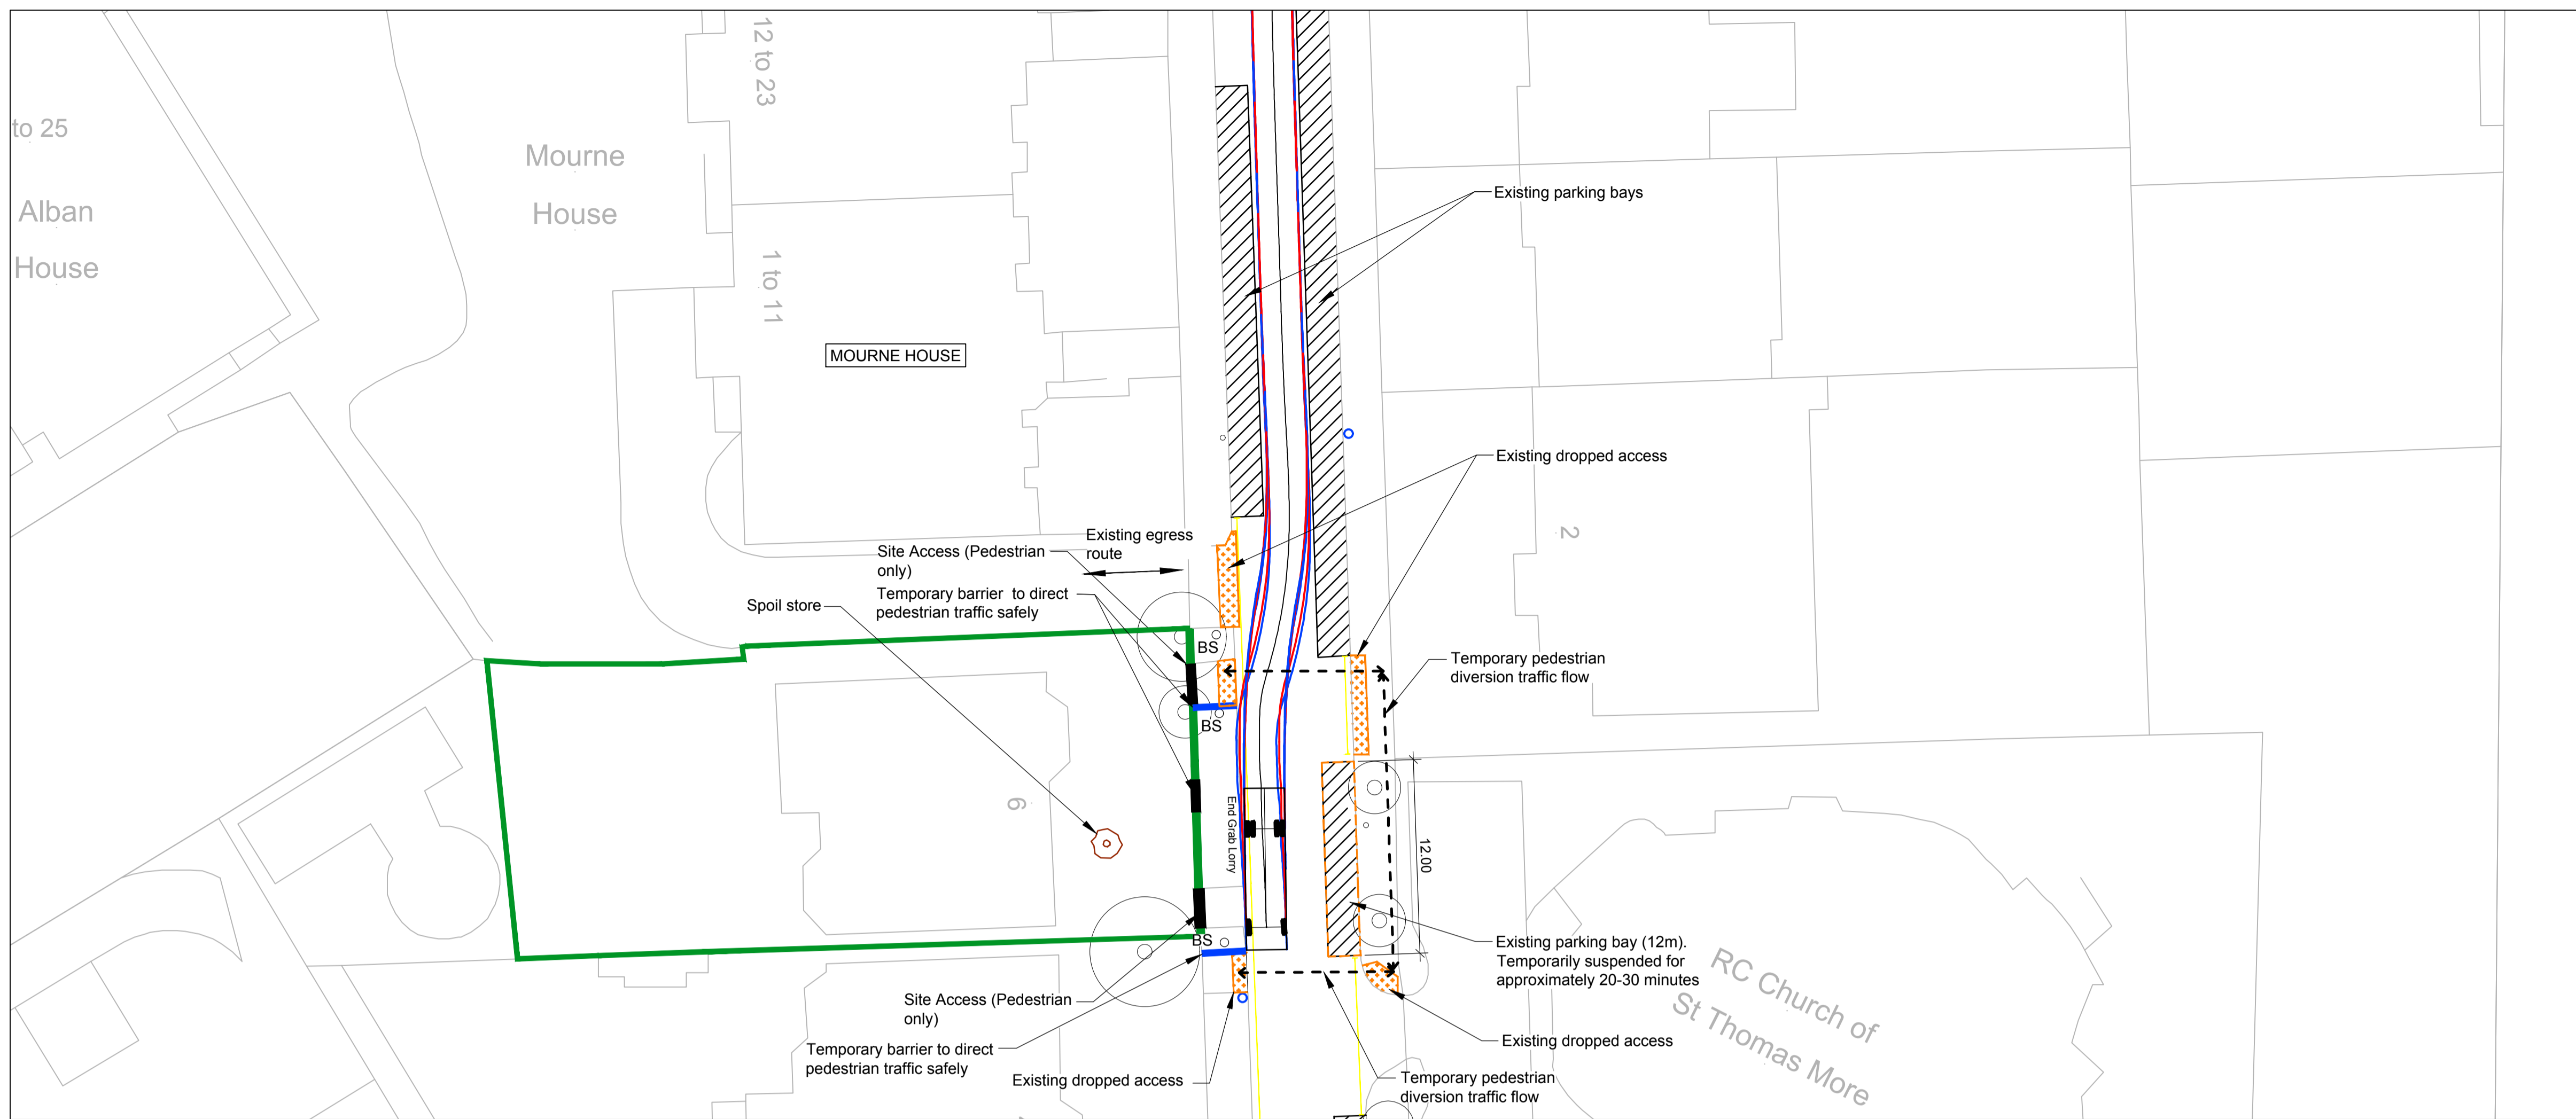 12 to 23
to 25
Alban
House
Mourne
House
1 to 11
MOURNE HOUSE
Existing parking bays
Existing dropped access
2
Existing egress
route
Site Access (Pedestrian
only)
Temporary barrier to direct
pedestrian traffic safely
Spoil store
BS
BS
Temporary pedestrian
diversion traffic flow
6
End Grab Lorry
12.00
BS
Existing parking bay (12m).
Temporarily suspended for
approximately 20-30 minutes
RC Church of
St Thomas More
Site Access (Pedestrian
only)
Temporary barrier to direct
pedestrian traffic safely
Existing dropped access
Existing dropped access
Temporary pedestrian
diversion traffic flow